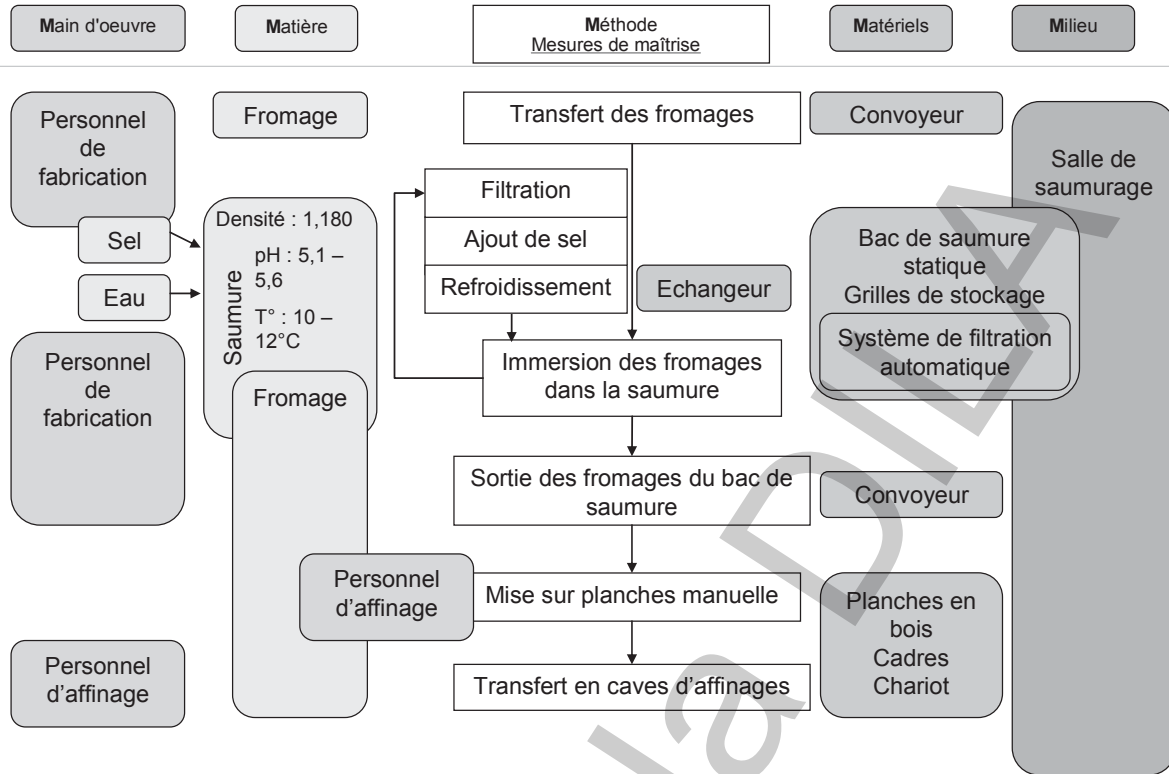 Main d'oeuvre
Matière
Méthode
Mesures de maîtrise
Matériels
Milieu
Personnel
de
fabrication
Fromage
Transfert des fromages
Convoyeur
Salle de
saumurage
Filtration
Ajout de sel
Refroidissement
Echangeur
Sel
Eau
Densité : 1,180
pH : 5,1 –
5,6
T° : 10 –
12°C
Saumure
Bac de saumure
statique
Grilles de stockage
Système de filtration
automatique
Personnel
de
fabrication
Fromage
Immersion des fromages
dans la saumure
Sortie des fromages du bac de
saumure
Convoyeur
Personnel
d'affinage
Mise sur planches manuelle
Planches en
bois
Cadres
Chariot
Personnel
d'affinage
Transfert en caves d'affinages
la DILA